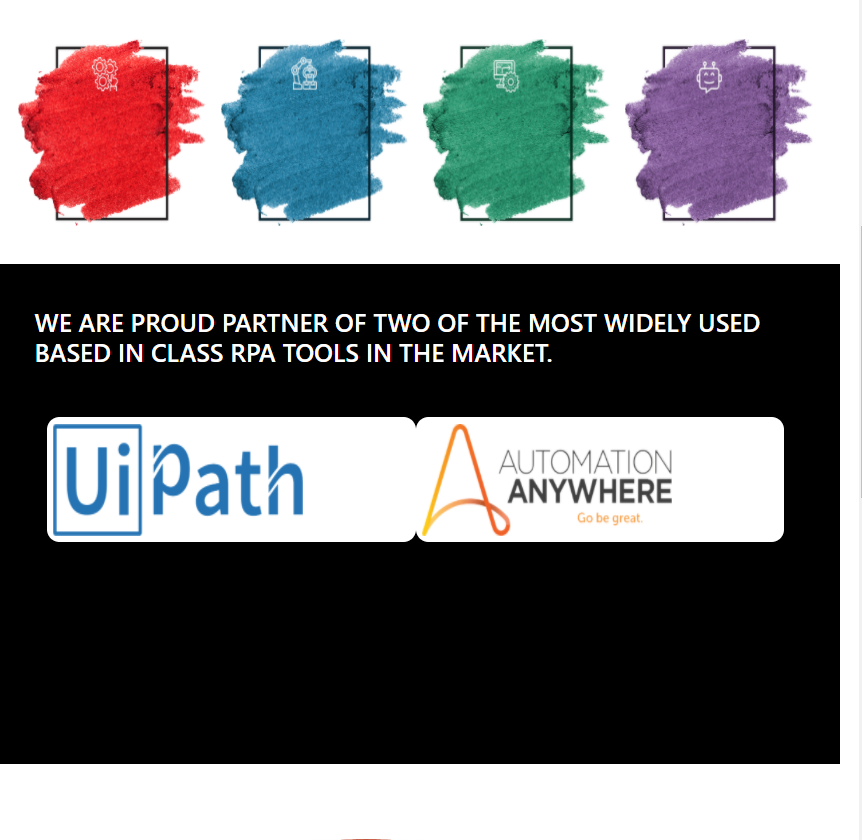 WE ARE PROUD PARTNER OF TWO OF THE MOST WIDELY USED
BASED IN CLASS RPA TOOLS IN THE MARKET.
UiPath
AUTOMATION
ANYWHERE
Go be great.